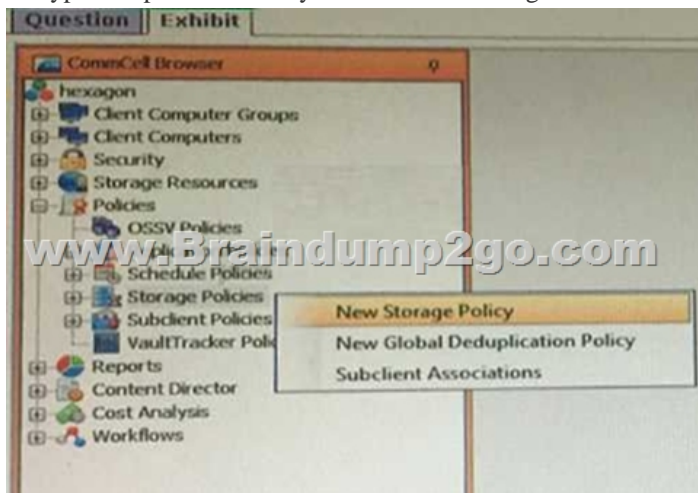 Question Exhibit
CommCell Browser
hexagon
Client Computer Groups
Client Computers
Security
Storage Resources
Policies
OSSV Policies
www.Braindump2go.com
Schedule Policies
Storage Policies
New Storage Policy
Subclient Policies
New Global Deduplication Policy
VaultTracker
Subclient Associations
Reports
Content Director
Cost Analysis
Workflows